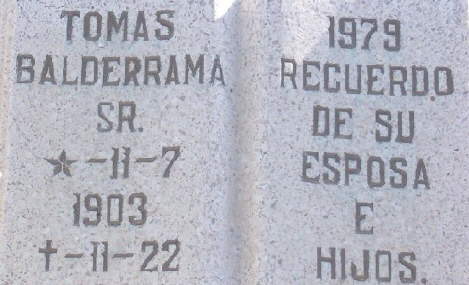 TOMAS
BALDERRAMA
SR.
★-11-7
1903
†-11-22
1979
RECUERDO
DE SU
ESPOSA
E
HIJOS.